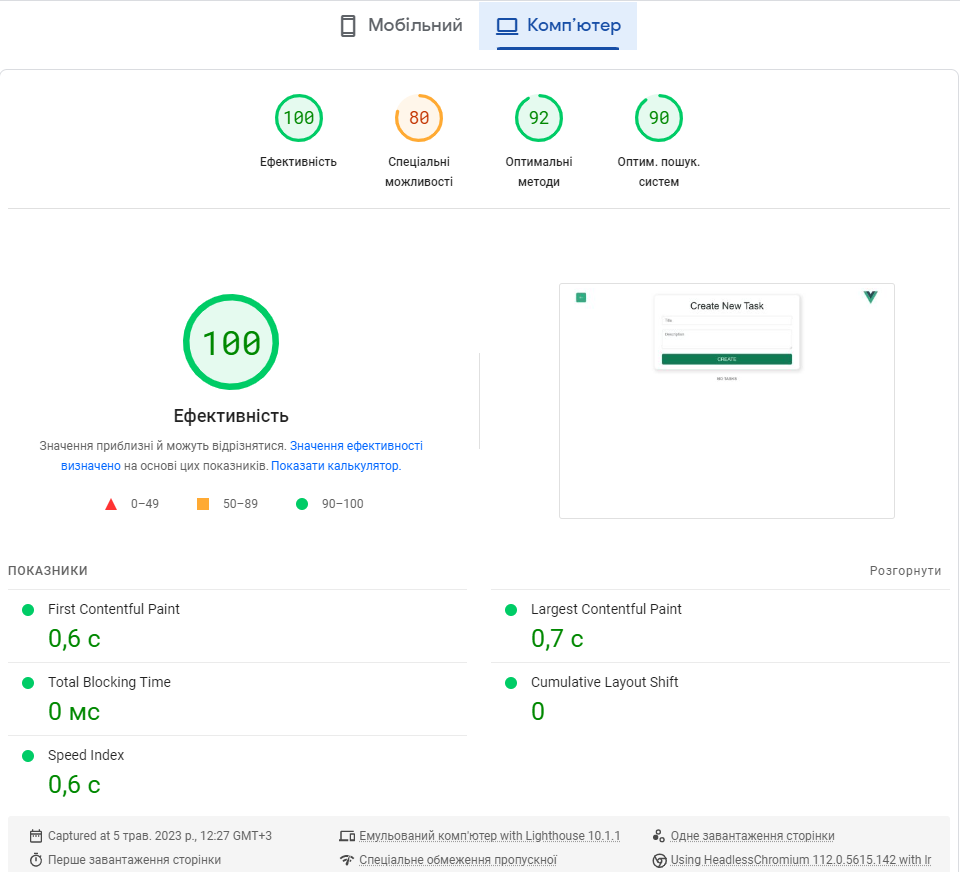 Мобільний
Комп'ютер
100
80
92
90
Ефективність
Спеціальні
можливості
Оптимальні
методи
Оптим. пошук.
систем
100
Ефективність
Значення приблизні й можуть відрізнятися. Значення ефективності
визначено на основі цих показників. Показати калькулятор.
0–49
50–89
90–100
Create New Task
Title
Description
CREATE
NO TASKS
ПОКАЗНИКИ
Розгорнути
First Contentful Paint
0,6 с
Largest Contentful Paint
0,7 с
Total Blocking Time
0 мс
Cumulative Layout Shift
0
Speed Index
0,6 с
Captured at 5 трав. 2023 р., 12:27 GMT+3
Емульований комп'ютер with Lighthouse 10.1.1
Одне завантаження сторінки
Перше завантаження сторінки
Спеціальне обмеження пропускної
Using HeadlessChromium 112.0.5615.142 with lr